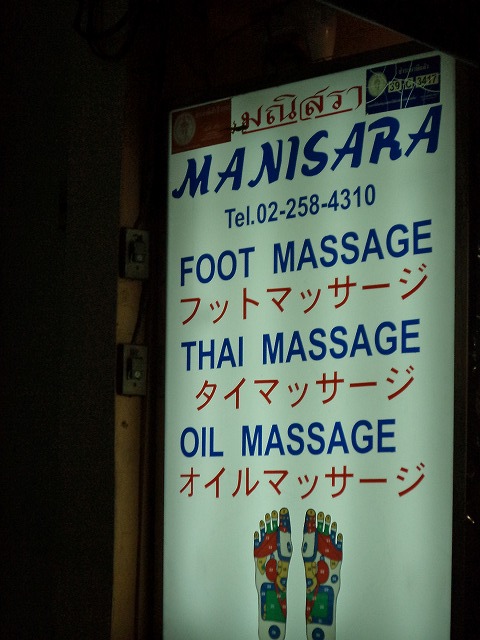 มณีสรา
MANISARA
Tel.02-258-4310
FOOT MASSAGE
フットマッサージ
THAI MASSAGE
タイマッサージ
OIL MASSAGE
オイルマッサージ